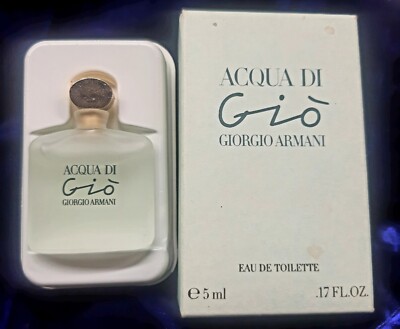 ACQUA DI
Giò
GIORGIO ARMANI
ACQUA DI
Giò
GIORGIO ARMANI
EAU DE TOILETTE
℮ 5 ml .17 FL.OZ.